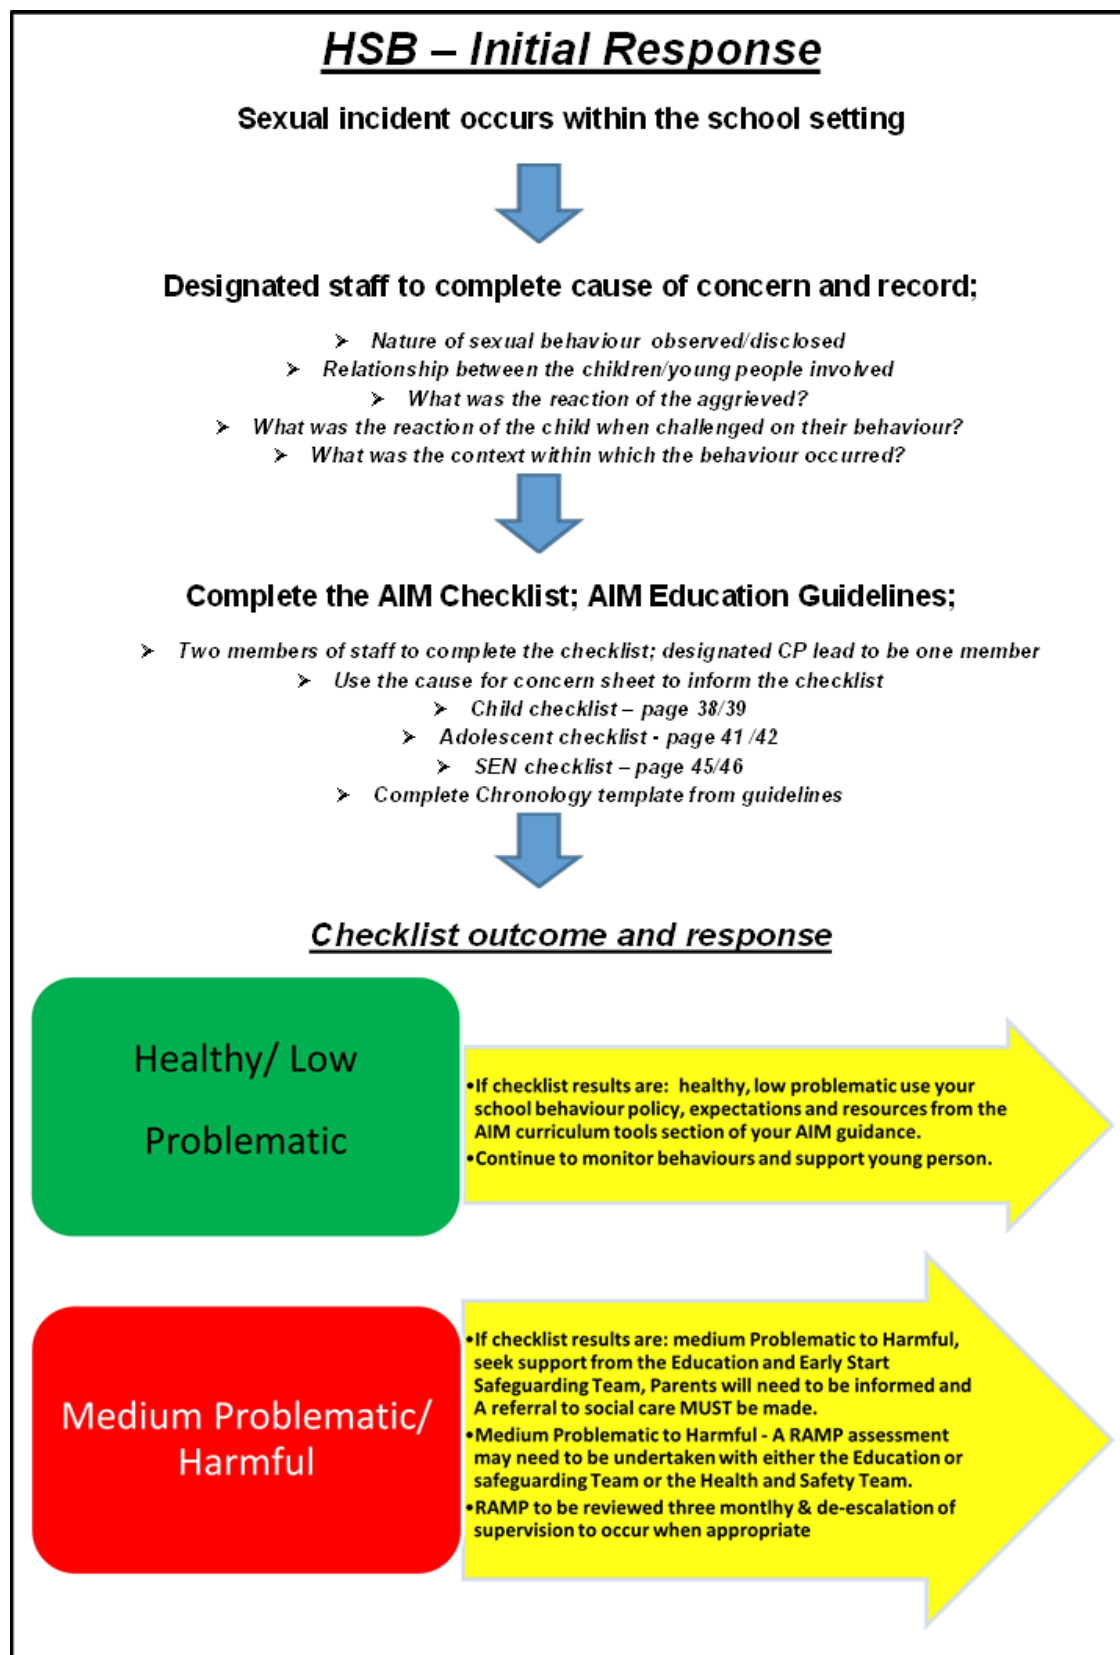 HSB – Initial Response
Sexual incident occurs within the school setting
Designated staff to complete cause of concern and record;
➢ Nature of sexual behaviour observed/disclosed
➢ Relationship between the children/young people involved
➢ What was the reaction of the aggrieved?
➢ What was the reaction of the child when challenged on their behaviour?
➢ What was the context within which the behaviour occurred?
Complete the AIM Checklist; AIM Education Guidelines;
➢ Two members of staff to complete the checklist; designated CP lead to be one member
➢ Use the cause for concern sheet to inform the checklist
➢ Child checklist – page 38/39
➢ Adolescent checklist - page 41 /42
➢ SEN checklist – page 45/46
➢ Complete Chronology template from guidelines
Checklist outcome and response
Healthy/ Low
Problematic
•If checklist results are: healthy, low problematic use your
school behaviour policy, expectations and resources from the
AIM curriculum tools section of your AIM guidance.
•Continue to monitor behaviours and support young person.
Medium Problematic/
Harmful
•If checklist results are: medium Problematic to Harmful,
seek support from the Education and Early Start
Safeguarding Team, Parents will need to be informed and
A referral to social care MUST be made.
•Medium Problematic to Harmful - A RAMP assessment
may need to be undertaken with either the Education or
safeguarding Team or the Health and Safety Team.
•RAMP to be reviewed three montlhy & de-escalation of
supervision to occur when appropriate